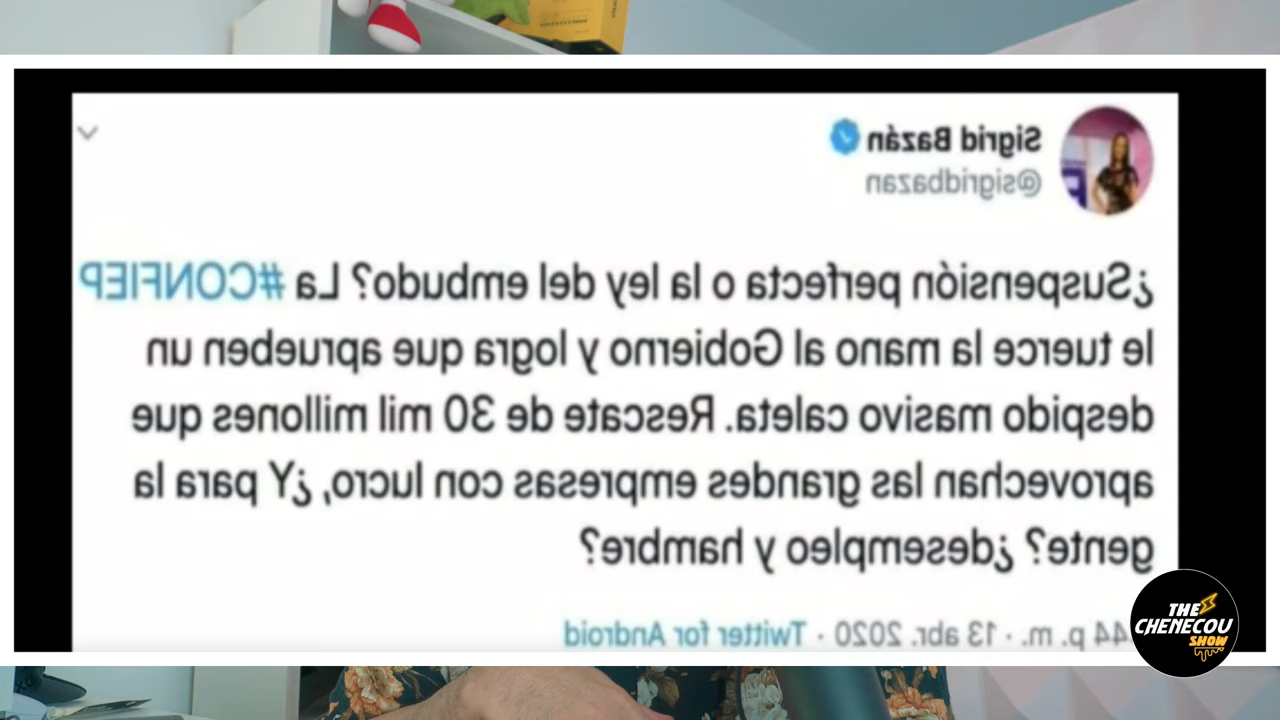 Sigrid Bazán
@sigridbazan
¿Suspensión perfecta o la ley del embudo? La #CONFIEP
le tuerce la mano al Gobierno y logra que aprueben un
despido masivo caleta. Rescate de 30 mil millones que
aprovechan las grandes empresas con lucro, ¿Y para la
gente? ¿desempleo y hambre?
44 p. m. · 13 abr. 2020 · Twitter for Android
THE
CHENECOU
SHOW